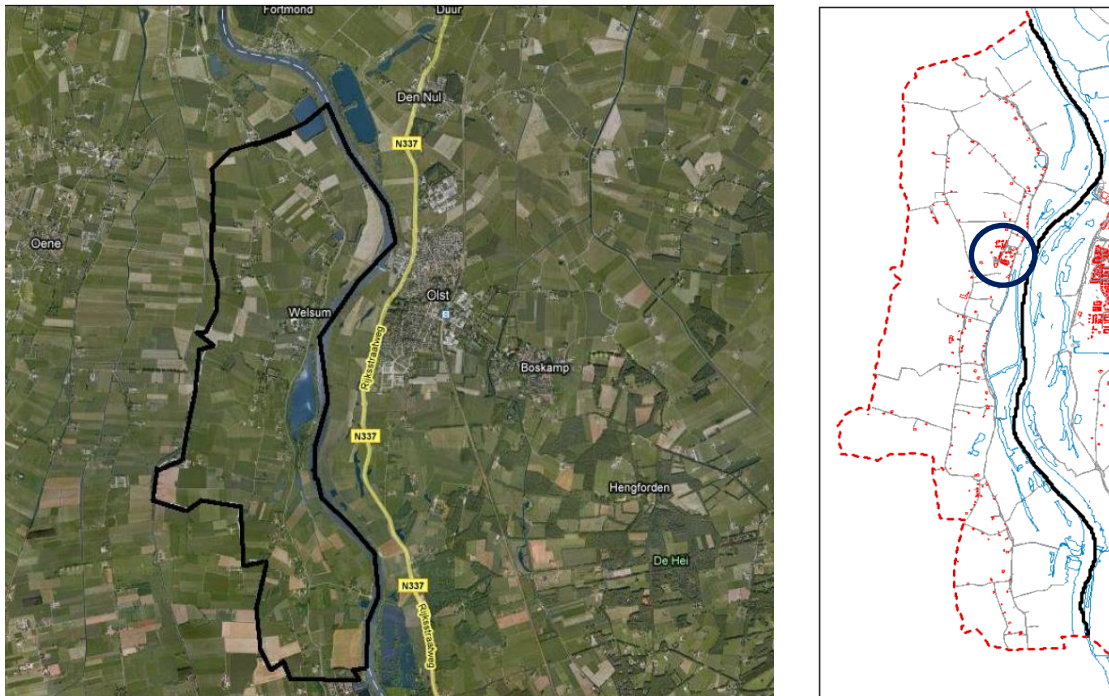 Fortmond
Duur
Den Nul
N337
Oene
Olst
Welsum
Rijksstraatweg
Boskamp
N337
Hengforden
De Hei
N337
Rijksstraatweg